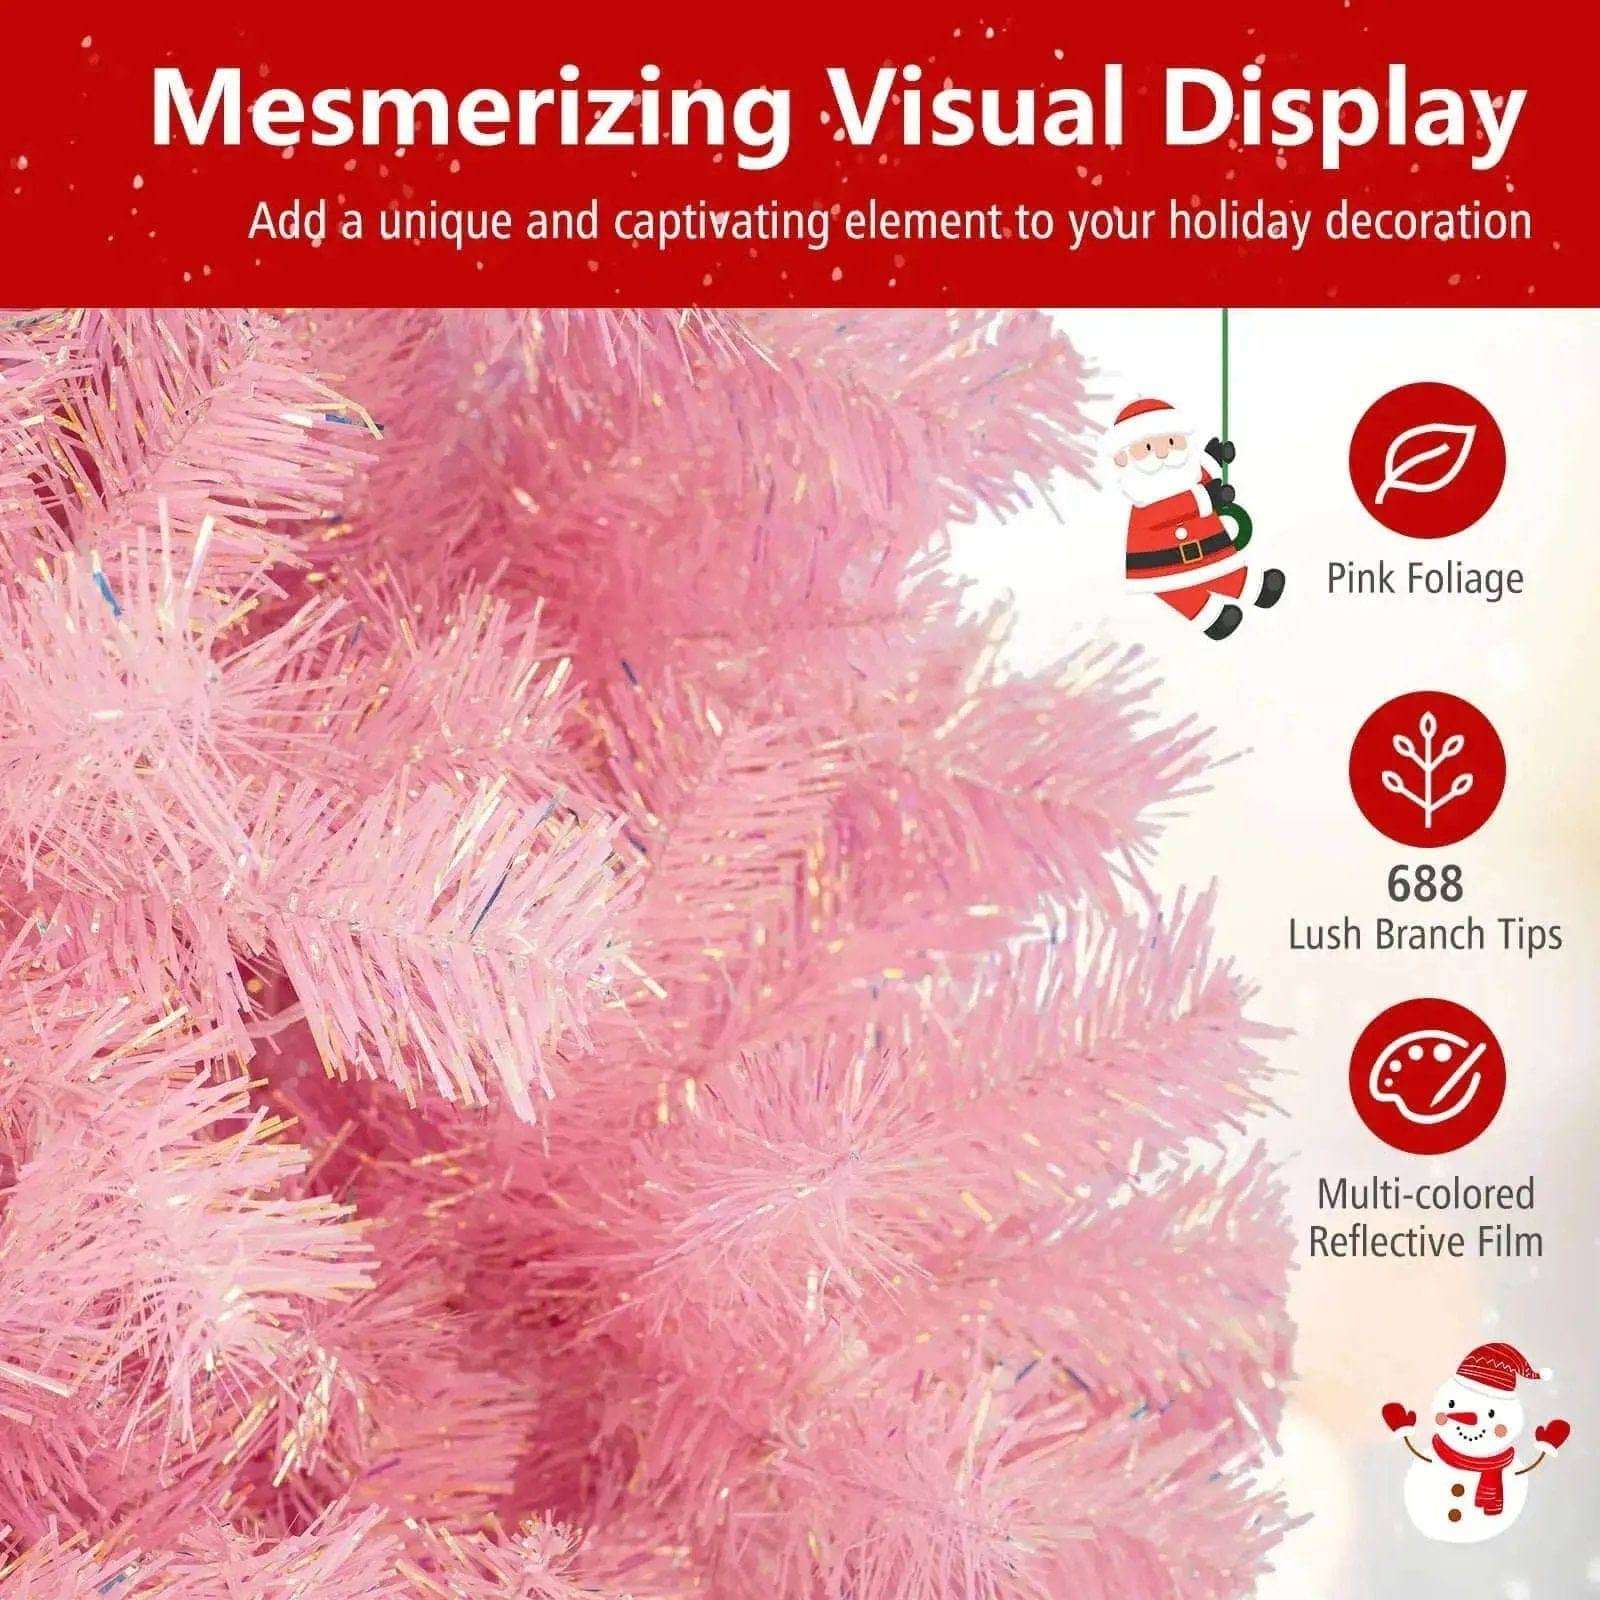 Mesmerizing Visual Display
Add a unique and captivating element to your holiday decoration
Pink Foliage
688
Lush Branch Tips
Multi-colored
Reflective Film